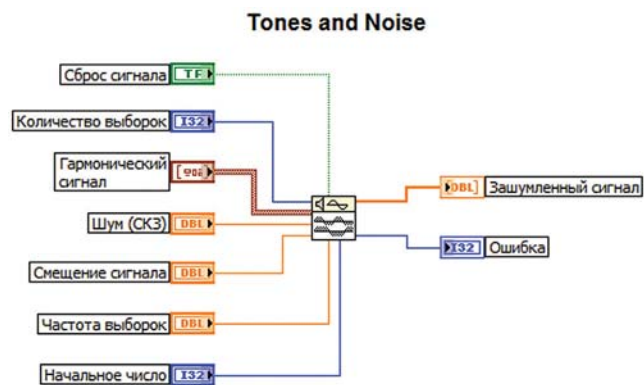 Tones and Noise
Сброс сигнала
TF
Количество выборок
I32
Гармонический
сигнал
Шум (СКЗ)
DBL
Смещение сигнала
DBL
Частота выборок
DBL
Начальное число
I32
DBL
Зашумленный сигнал
I32
Ошибка